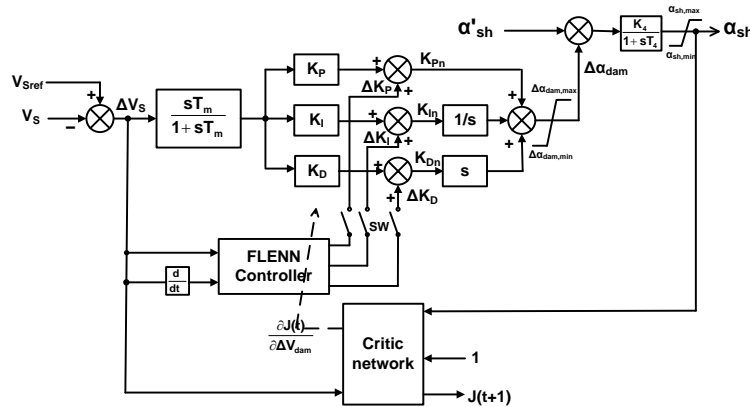 α'sh
K4
1+sT4
αsh,max
αsh
αsh,min
VSref
+
VS
−
ΔVS
sTm
1+sTm
KP
KI
KD
+
ΔKP
+
KPn
+
ΔKI
+
KIn
+
ΔKD
+
KDn
1/s
s
+
+
+
Δαdam,max
Δαdam
Δαdam,min
SW
FLENN
Controller
d
dt
∂J(t)
∂ΔVdam
Critic
network
1
J(t+1)